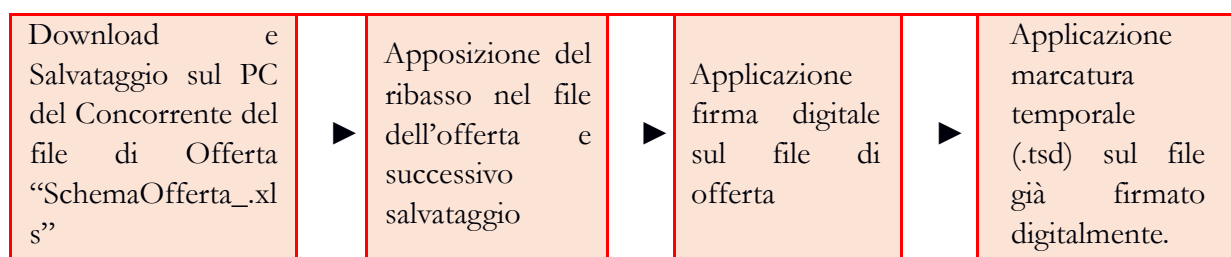 Download e
Salvataggio sul PC
del Concorrente del
file di Offerta
“SchemaOfferta_.xl
s”
►
Apposizione del
ribasso nel file
dell’offerta e
successivo
salvataggio
►
Applicazione
firma digitale
sul file di
offerta
►
Applicazione
marcatura
temporale
(.tsd) sul file
già firmato
digitalmente.